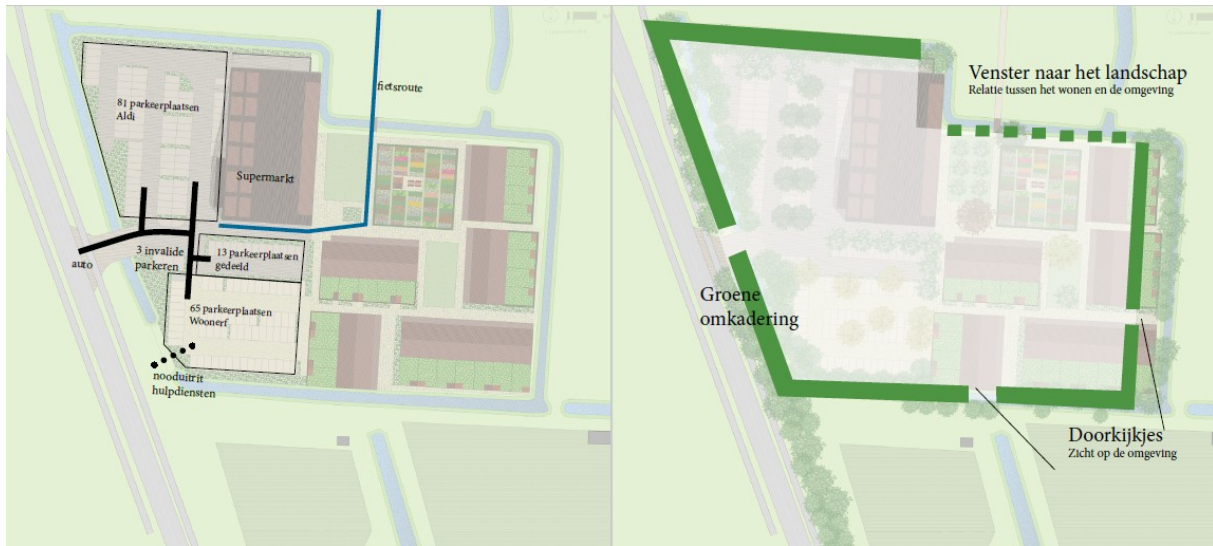 81 parkeerplaatsen
Aldi
fietsroute
Supermarkt
3 invalide
parkeren
auto
13 parkeerplaatsen
gedeeld
65 parkeerplaatsen
Woonerf
nooduitrit
hulpdiensten
Venster naar het landschap
Relatie tussen het wonen en de omgeving
Groene
omkadering
Doorkijkjes
Zicht op de omgeving